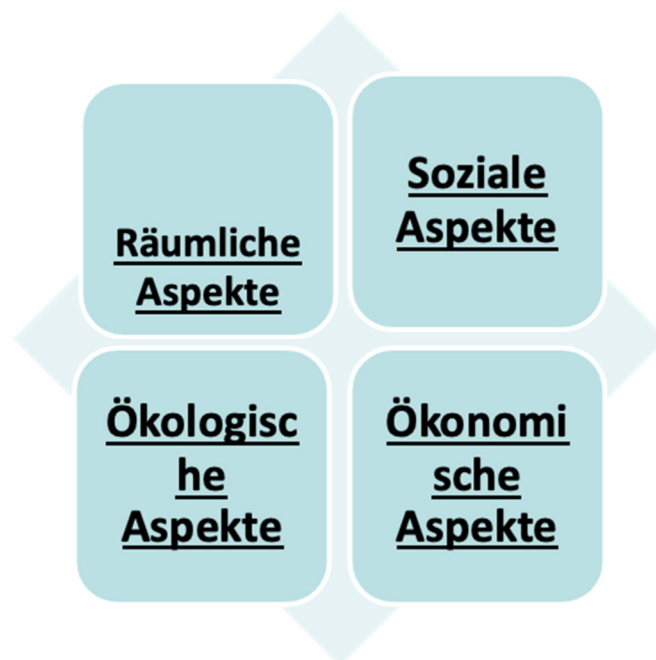 Räumliche
Aspekte
Soziale
Aspekte
Ökologisc
he
Aspekte
Ökonomi
sche
Aspekte